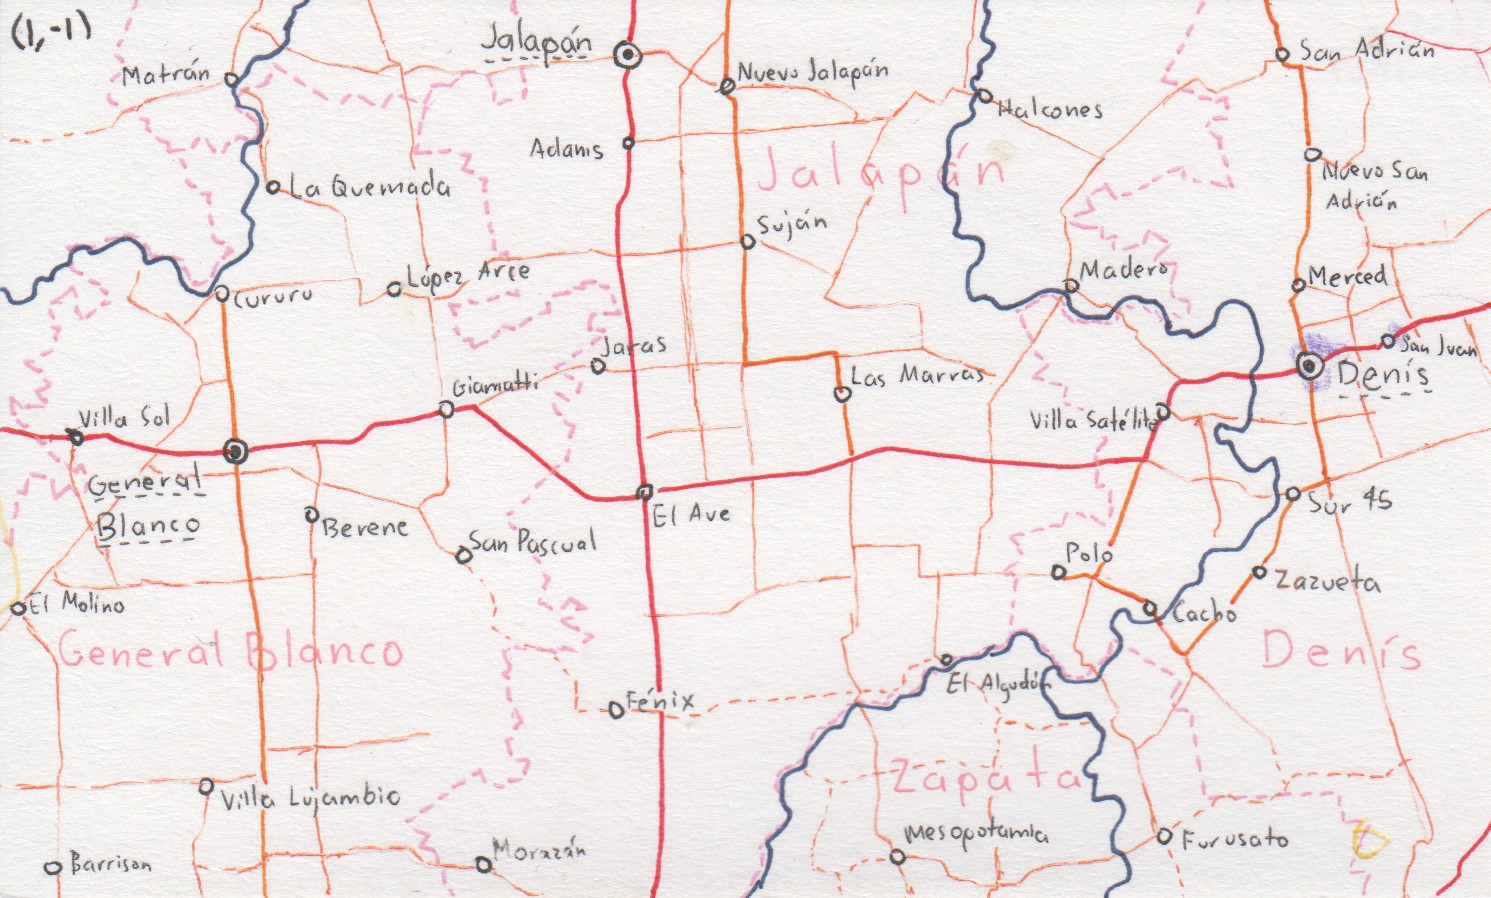 (1,-1)
Jalapán
San Adrián
Matrán
Nuevo Jalapán
Halcones
Adams
Jalapán
Nuevo San
Adrián
La Quemada
Suján
López Arce
Madero
Merced
Cururu
Jaras
San Juan
Giamatti
Las Marras
Denís
Villa Sol
Villa Satélite
General
Blanco
El Ave
Sur 45
Berene
San Pascual
Polo
Zazueta
El Molino
Cacho
General Blanco
Denís
El Algodón
Fénix
Zapata
Villa Lujambio
Mesopotamia
Furusato
Barrison
Morazán